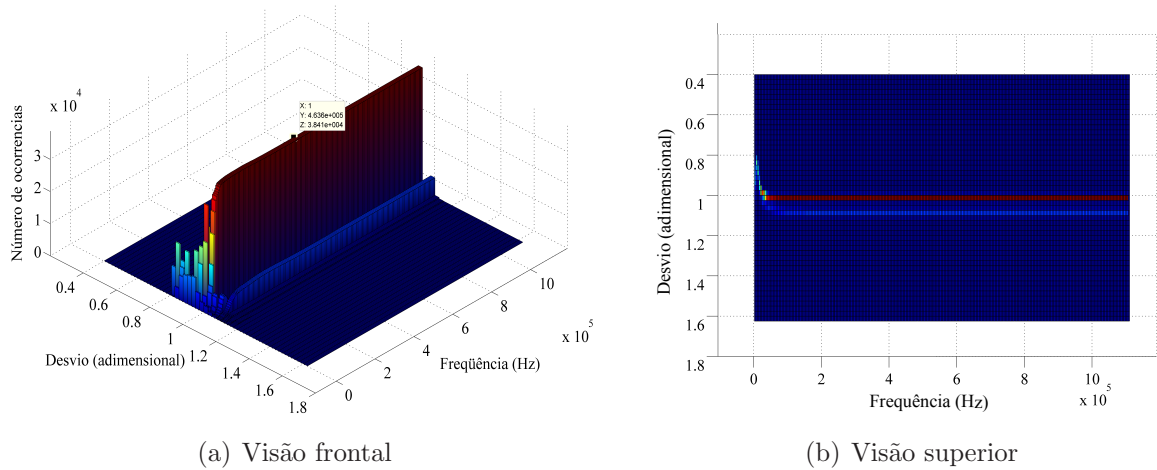 x 10
4
Número de ocorrencias
3
2
1
0
X: 1
Y: 4.636e+005
Z: 3.841e+004
0.4
0.6
0.8
1
1.2
1.4
1.6
1.8
Desvio (adimensional)
0
2
4
6
8
10
x 10
5
Freqüência (Hz)
(a) Visão frontal
0.4
0.6
0.8
1
1.2
1.4
1.6
1.8
Desvio (adimensional)
0
2
4
6
8
10
x 10
5
Frequência (Hz)
(b) Visão superior